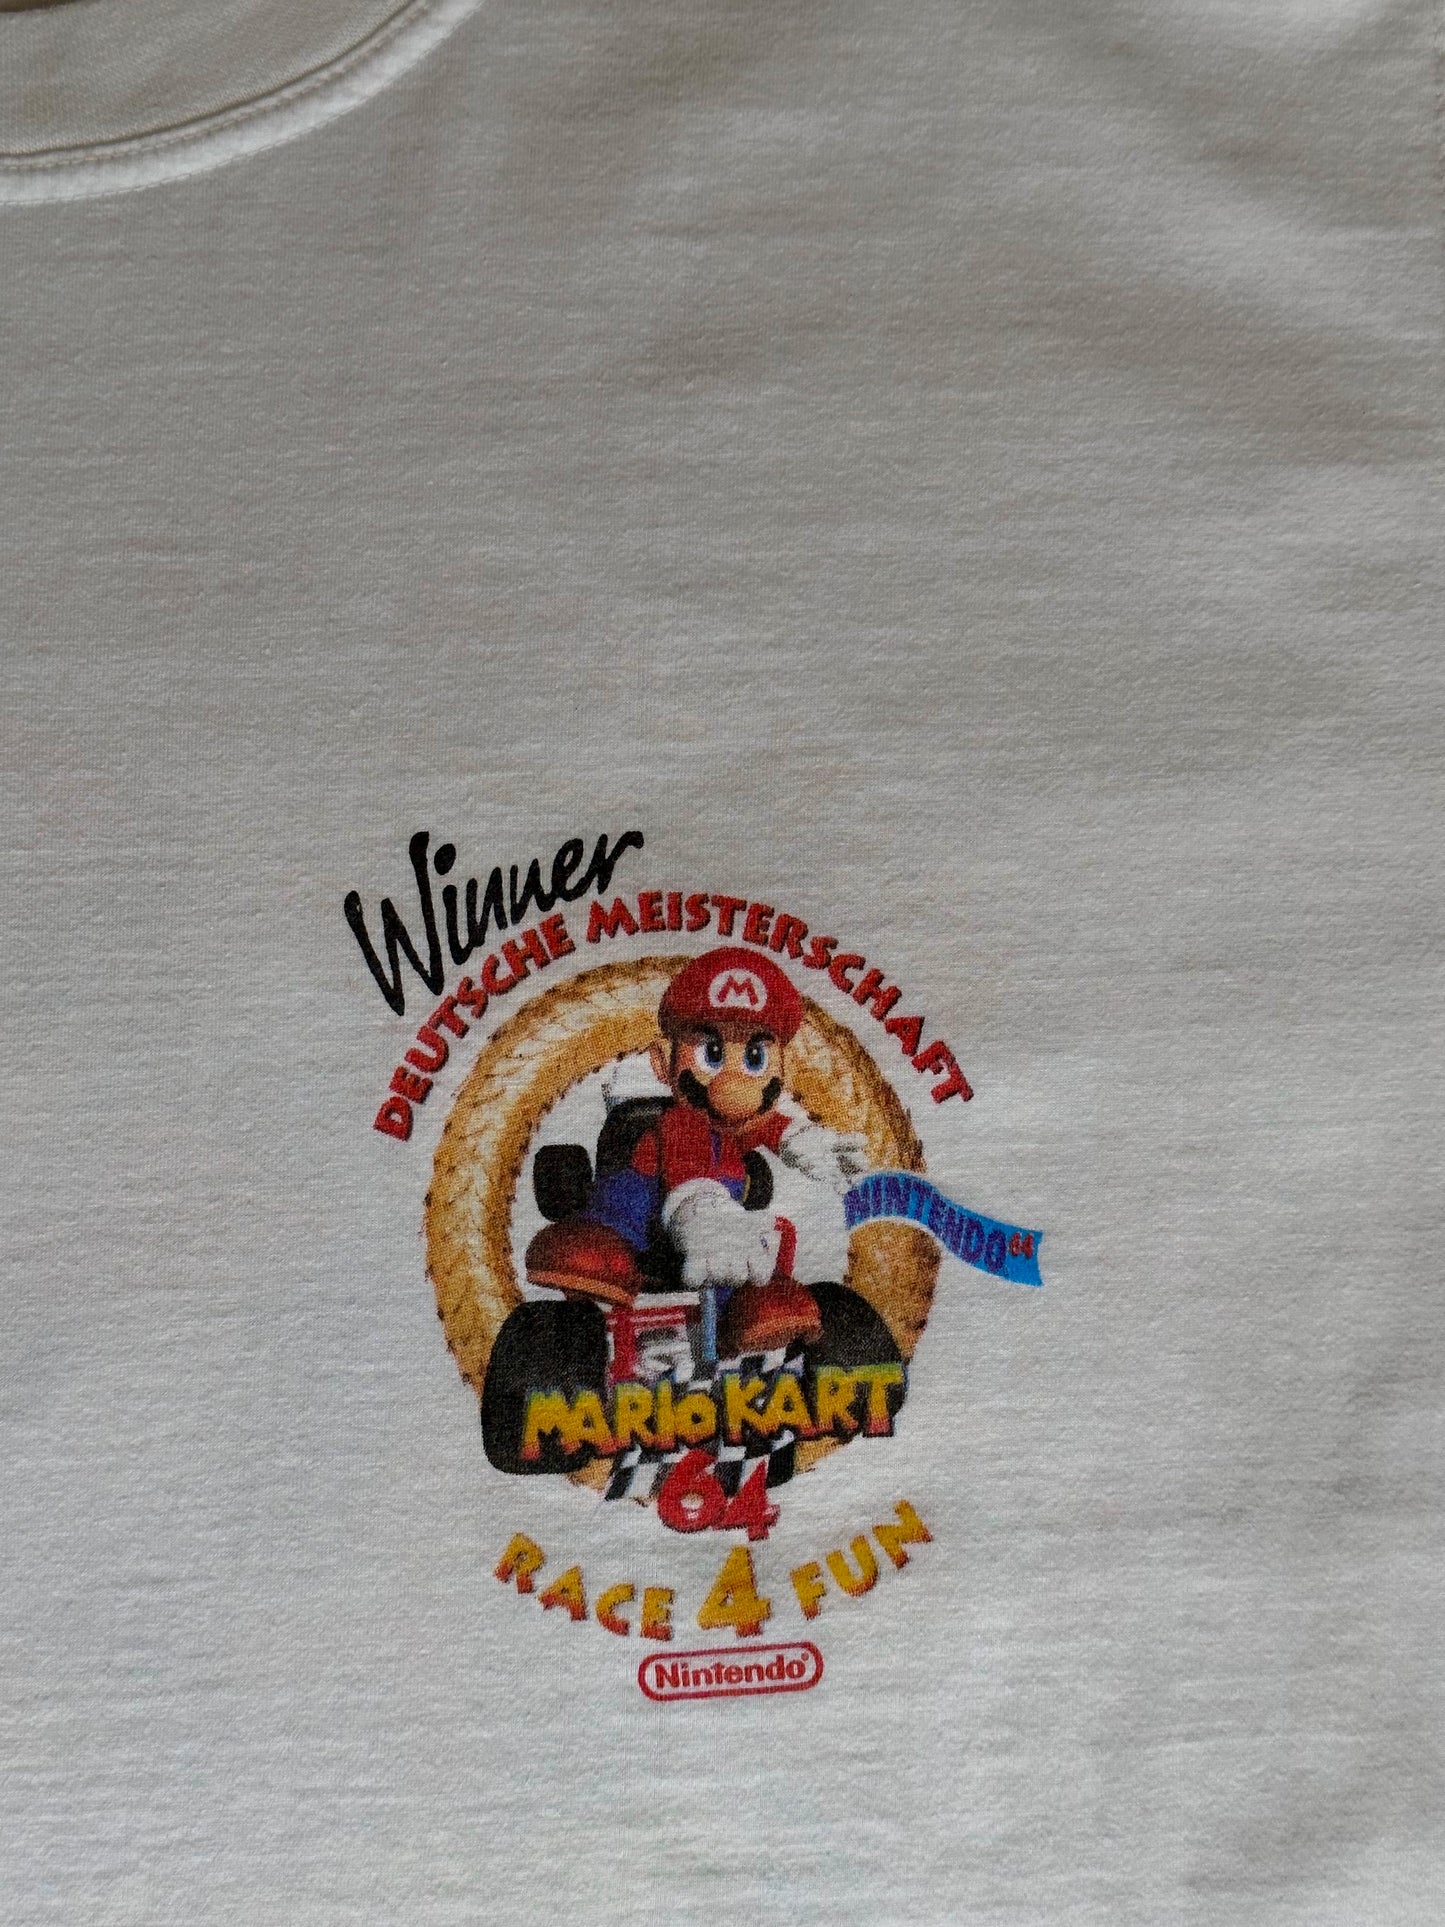 Winner
DEUTSCHE MEISTERSCHAFT
M
NINTENDO64
MARIO KART
64
RACE 4 FUN
Nintendo®